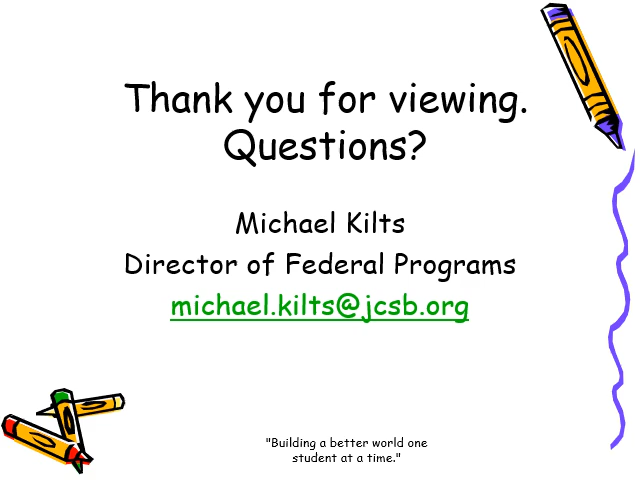 Thank you for viewing.
Questions?
Michael Kilts
Director of Federal Programs
michael.kilts@jcsb.org
"Building a better world one
student at a time."